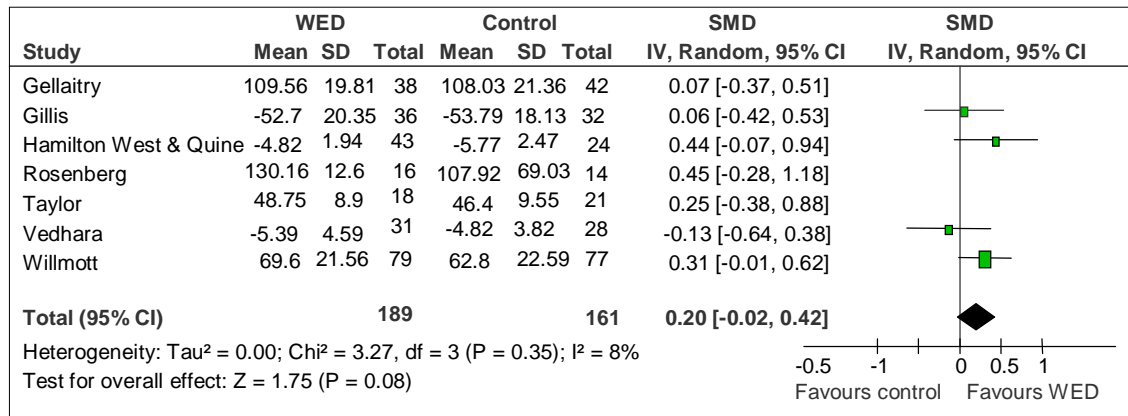 WED Control SMD SMD
Study Mean SD Total Mean SD Total IV, Random, 95% CI IV, Random, 95% CI
Gellaitry 109.56 19.81 38 108.03 21.36 42 0.07 [-0.37, 0.51]
Gillis -52.7 20.35 36 -53.79 18.13 32 0.06 [-0.42, 0.53]
Hamilton West & Quine -4.82 1.94 43 -5.77 2.47 24 0.44 [-0.07, 0.94]
Rosenberg 130.16 12.6 16 107.92 69.03 14 0.45 [-0.28, 1.18]
Taylor 48.75 8.9 18 46.4 9.55 21 0.25 [-0.38, 0.88]
Vedhara -5.39 4.59 31 -4.82 3.82 28 -0.13 [-0.64, 0.38]
Willmott 69.6 21.56 79 62.8 22.59 77 0.31 [-0.01, 0.62]
Total (95% CI) 189 161 0.20 [-0.02, 0.42]
Heterogeneity: Tau² = 0.00; Chi² = 3.27, df = 3 (P = 0.35); I² = 8%
Test for overall effect: Z = 1.75 (P = 0.08)
-0.5 -1 0 0.5 1
Favours control Favours WED